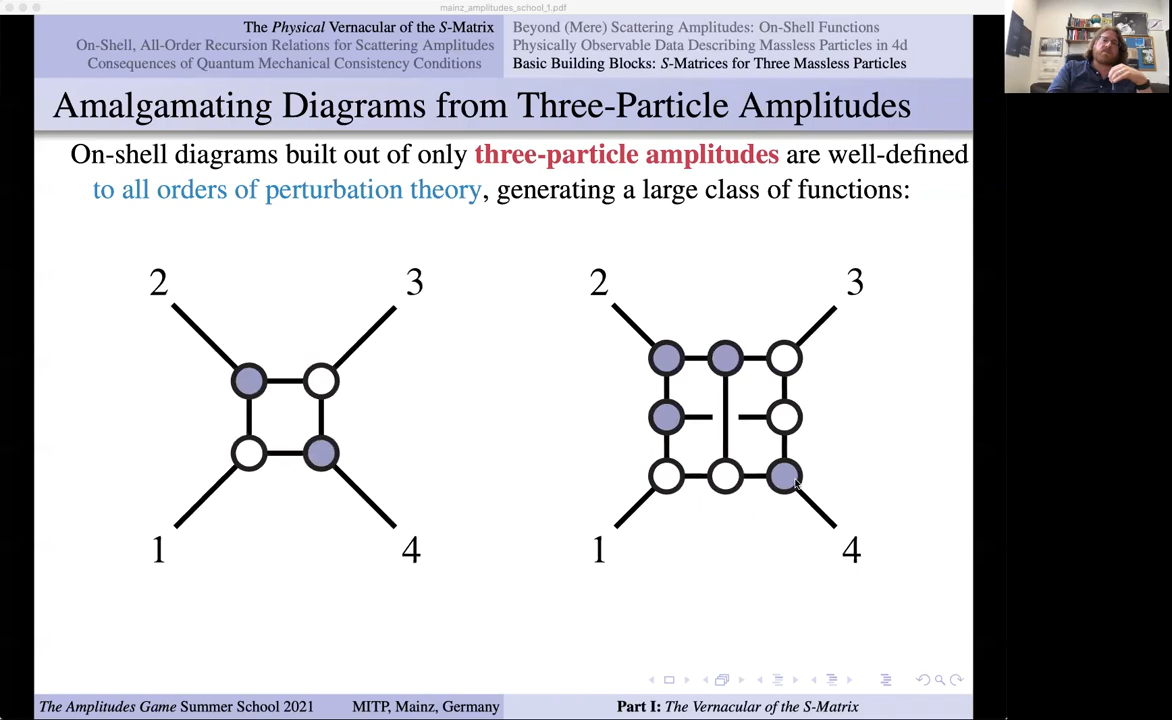 mainz_amplitudes_school_1.pdf
The Physical Vernacular of the S-Matrix
On-Shell, All-Order Recursion Relations for Scattering Amplitudes
Consequences of Quantum Mechanical Consistency Conditions
Beyond (Mere) Scattering Amplitudes: On-Shell Functions
Physically Observable Data Describing Massless Particles in 4d
Basic Building Blocks: S-Matrices for Three Massless Particles
Amalgamating Diagrams from Three-Particle Amplitudes
On-shell diagrams built out of only three-particle amplitudes are well-defined
to all orders of perturbation theory, generating a large class of functions:
2 3
1 4
2 3
1 4
The Amplitudes Game Summer School 2021 MITP, Mainz, Germany Part I: The Vernacular of the S-Matrix